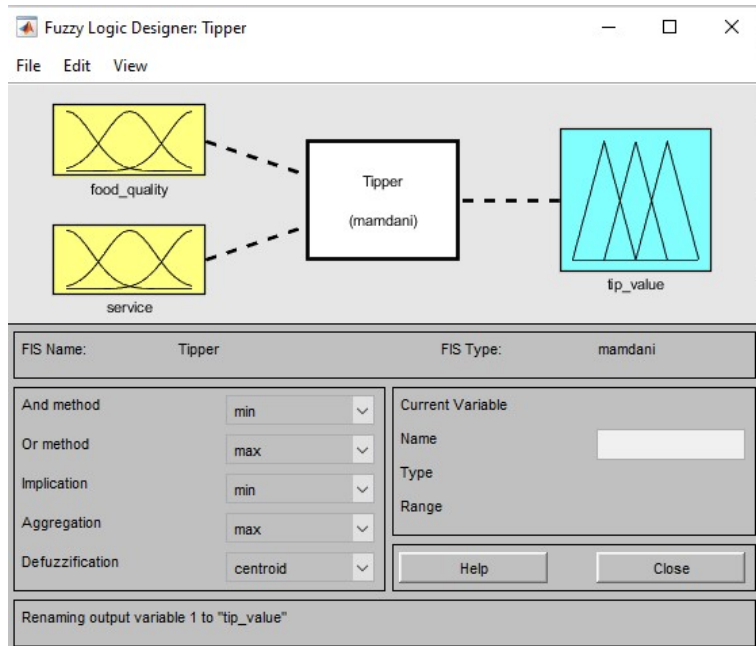 Fuzzy Logic Designer: Tipper
File Edit View
food_quality
service
Tipper
(mamdani)
tip_value
FIS Name: Tipper FIS Type: mamdani
And method min
Or method max
Implication min
Aggregation max
Defuzzification centroid
Current Variable
Name
Type
Range
Help Close
Renaming output variable 1 to "tip_value"